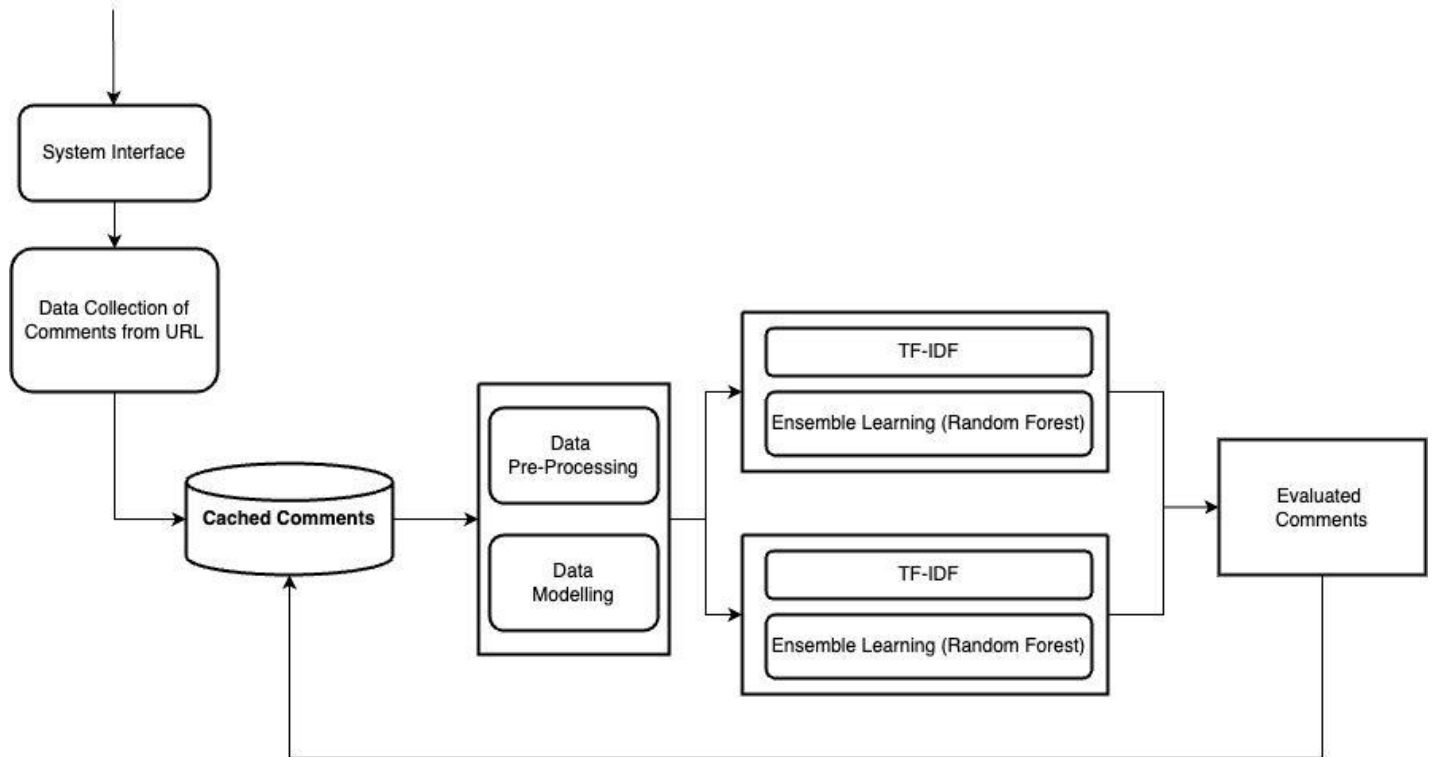 System Interface
Data Collection of
Comments from URL
Cached Comments
Data
Pre-Processing
Data
Modelling
TF-IDF
Ensemble Learning (Random Forest)
TF-IDF
Ensemble Learning (Random Forest)
Evaluated
Comments